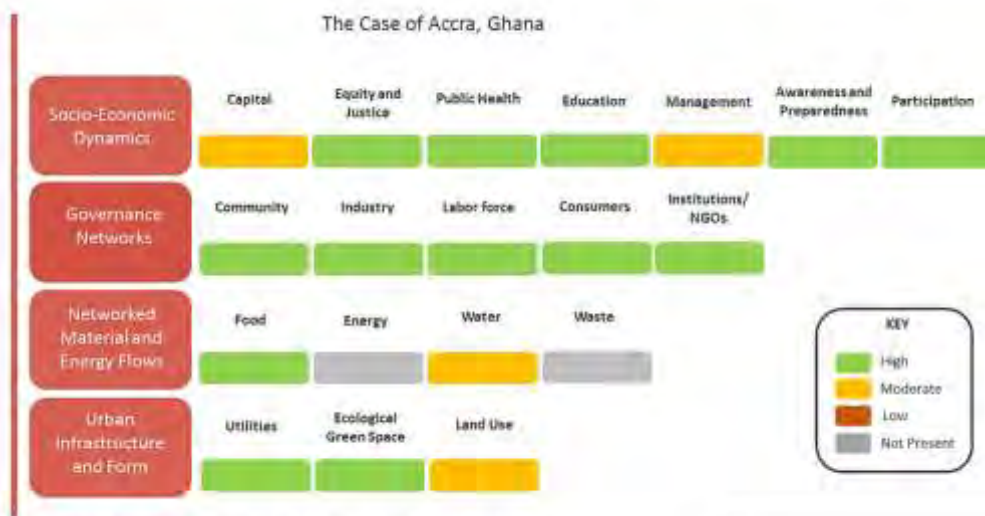 The Case of Accra, Ghana
Socio-Economic
Dynamics
Capital
Equity and
Justice
Public Health
Education
Management
Awareness and
Preparedness
Participation
Governance
Networks
Community
Industry
Labor force
Consumers
Institutions/
NGOs
Networked
Material and
Energy Flows
Food
Energy
Water
Waste
Urban
Infrastructure
and Form
Utilities
Ecological
Green Space
Land Use
KEY
High
Moderate
Low
Not Present